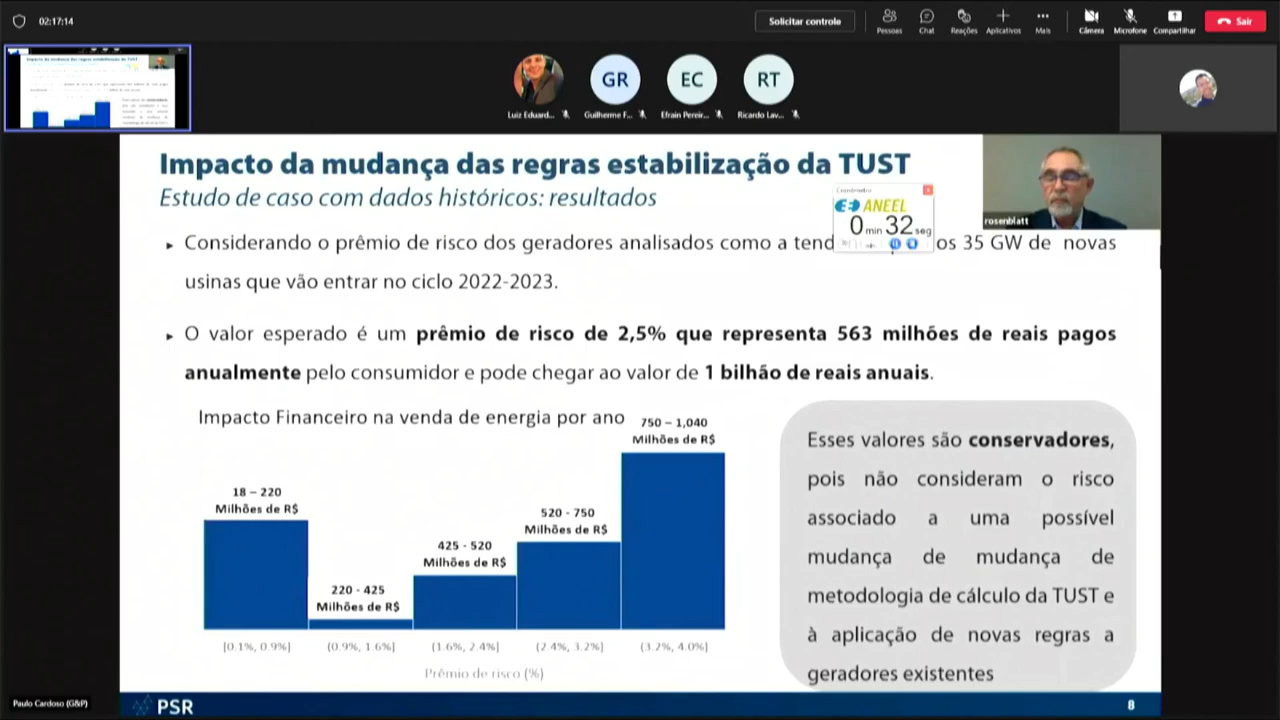 02:17:14
Solicitar controle
Pessoas
Chat
Reações
Aplicativos
Mais
Câmera
Microfone
Compartilhar
Sair
GR
EC
RT
Luiz Eduard...
Guilherme F...
Efrain Pereir...
Ricardo Lav...
Impacto da mudança das regras estabilização da TUST
Estudo de caso com dados históricos: resultados
ANEEL
0 min 32 seg
rosenblatt
Considerando o prêmio de risco dos geradores analisados como a tend os 35 GW de novas
usinas que vão entrar no ciclo 2022-2023.
O valor esperado é um prêmio de risco de 2,5% que representa 563 milhões de reais pagos
anualmente pelo consumidor e pode chegar ao valor de 1 bilhão de reais anuais.
Impacto Financeiro na venda de energia por ano
18 – 220
Milhões de R$
220 - 425
Milhões de R$
425 - 520
Milhões de R$
520 - 750
Milhões de R$
750 – 1,040
Milhões de R$
[0.1%, 0.9%]
(0.9%, 1.6%]
(1.6%, 2.4%]
(2.4%, 3.2%]
(3.2%, 4.0%]
Prêmio de risco (%)
Esses valores são conservadores,
pois não consideram o risco
associado a uma possível
mudança de mudança de
metodologia de cálculo da TUST e
à aplicação de novas regras a
geradores existentes
Paulo Cardoso (G&P)
PSR
8